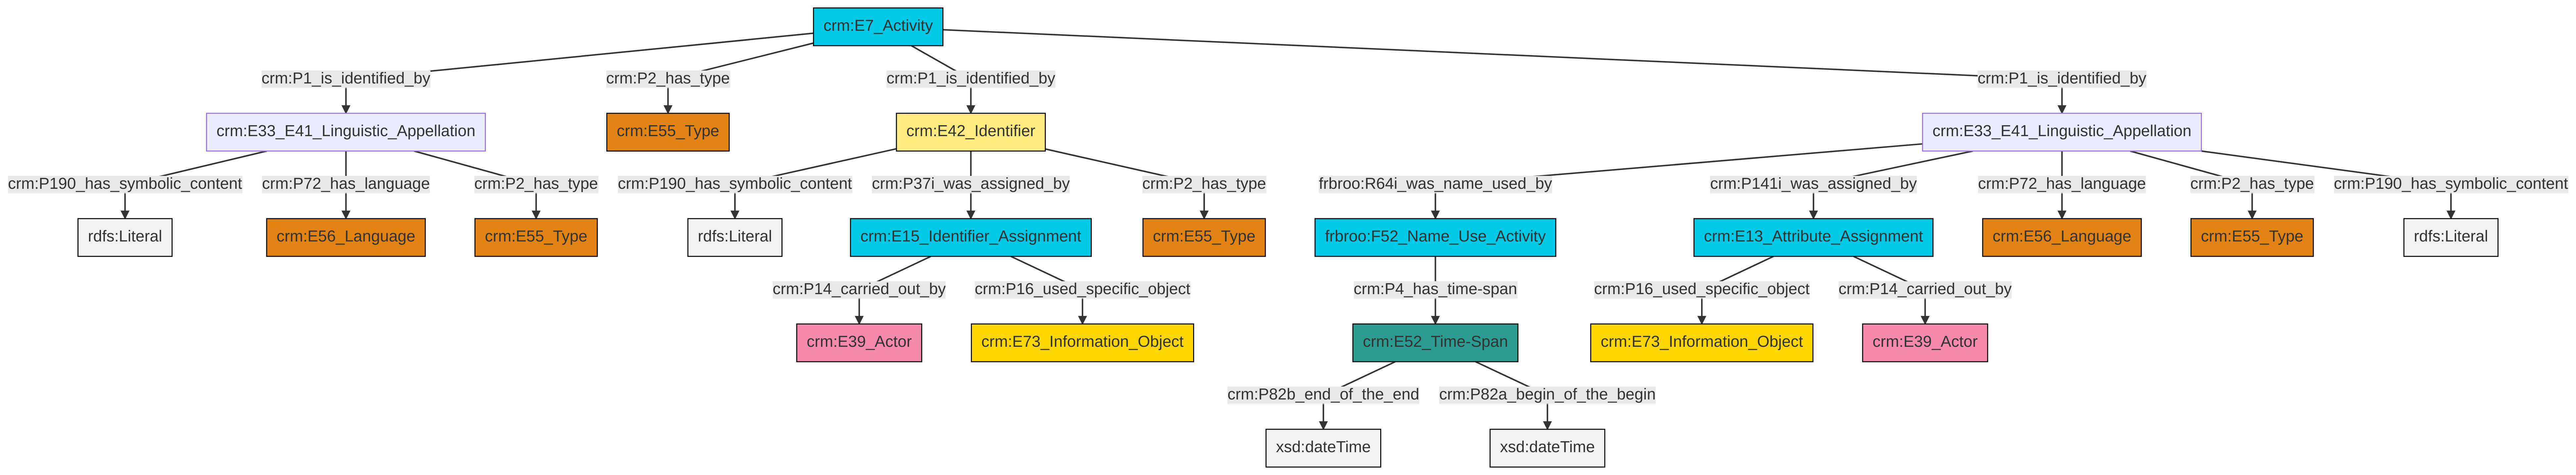 crm:E7_Activity
crm:P1_is_identified_by
crm:P2_has_type
crm:P1_is_identified_by
crm:P1_is_identified_by
crm:E33_E41_Linguistic_Appellation
crm:E55_Type
crm:E42_Identifier
crm:E33_E41_Linguistic_Appellation
crm:P190_has_symbolic_content
crm:P72_has_language
crm:P2_has_type
crm:P190_has_symbolic_content
crm:P37i_was_assigned_by
crm:P2_has_type
frbroo:R64i_was_name_used_by
crm:P141i_was_assigned_by
crm:P72_has_language
crm:P2_has_type
crm:P190_has_symbolic_content
rdfs:Literal
crm:E56_Language
crm:E55_Type
rdfs:Literal
crm:E15_Identifier_Assignment
crm:E55_Type
frbroo:F52_Name_Use_Activity
crm:E13_Attribute_Assignment
crm:E56_Language
crm:E55_Type
rdfs:Literal
crm:P14_carried_out_by
crm:P16_used_specific_object
crm:P4_has_time-span
crm:P16_used_specific_object
crm:P14_carried_out_by
crm:E39_Actor
crm:E73_Information_Object
crm:E52_Time-Span
crm:E73_Information_Object
crm:E39_Actor
crm:P82b_end_of_the_end
crm:P82a_begin_of_the_begin
xsd:dateTime
xsd:dateTime